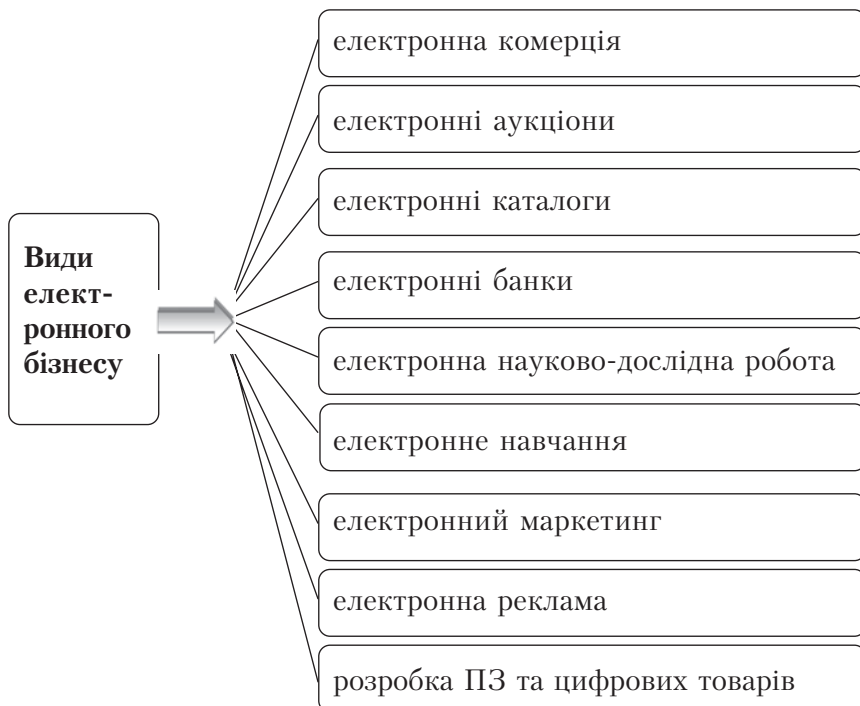 електронна комерція
електронні аукціони
електронні каталоги
Види
елект-
ронного
бізнесу
електронні банки
електронна науково-дослідна робота
електронне навчання
електронний маркетинг
електронна реклама
розробка ПЗ та цифрових товарів